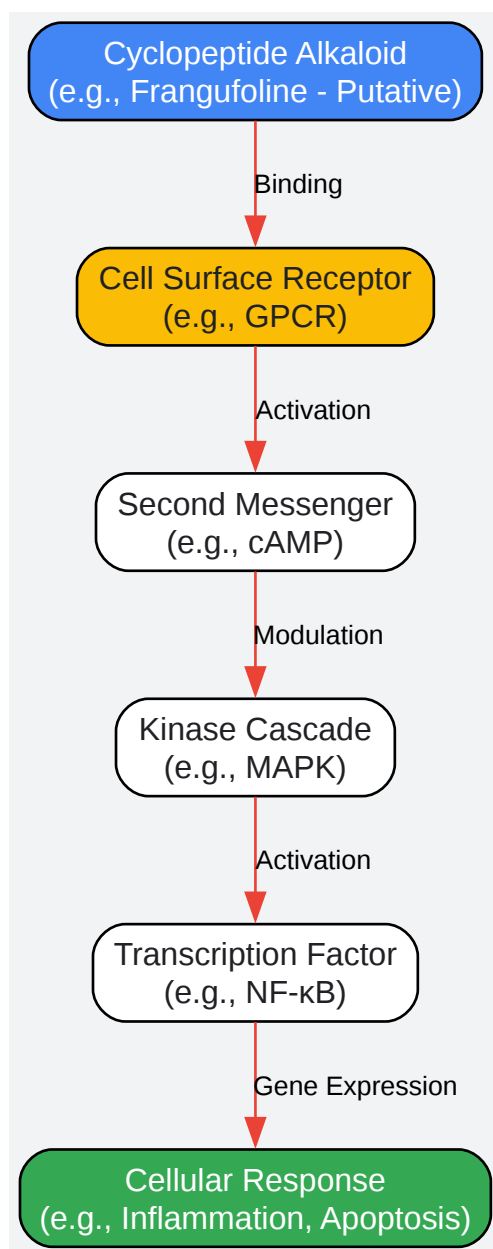 Cyclopeptide Alkaloid
(e.g., Frangufoline - Putative)
Binding
Cell Surface Receptor
(e.g., GPCR)
Activation
Second Messenger
(e.g., cAMP)
Modulation
Kinase Cascade
(e.g., MAPK)
Activation
Transcription Factor
(e.g., NF-κB)
Gene Expression
Cellular Response
(e.g., Inflammation, Apoptosis)